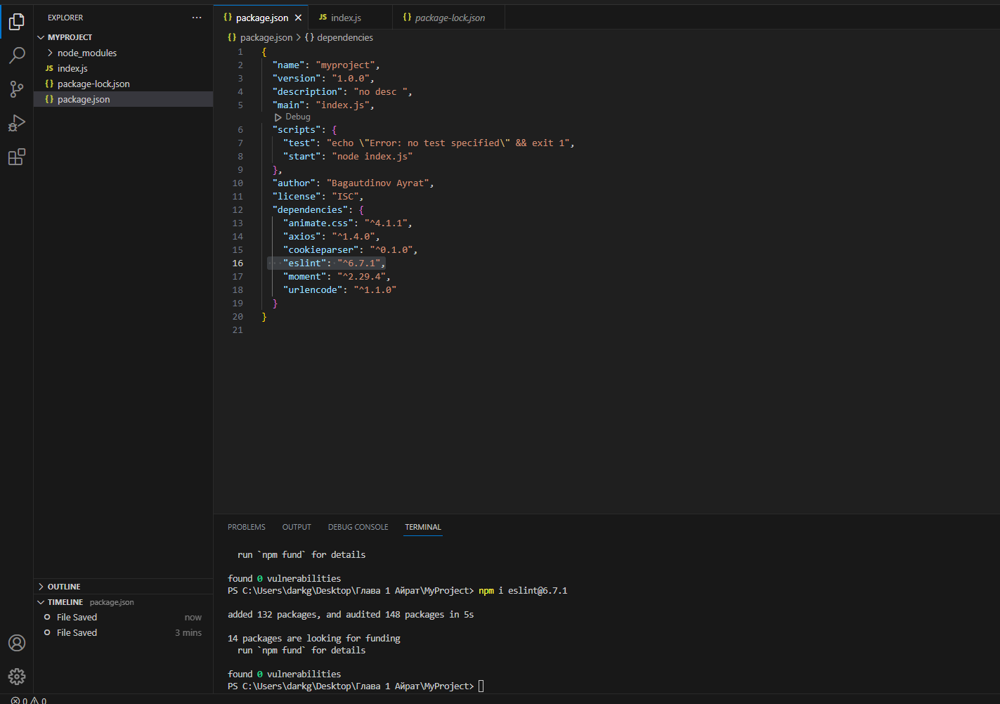 EXPLORER
MYPROJECT
node_modules
JS index.js
{} package-lock.json
{} package.json
OUTLINE
TIMELINE package.json
File Saved now
File Saved 3 mins
{} package.json
JS index.js
{} package-lock.json
{} package.json > {} dependencies
1 {
2 "name": "myproject",
3 "version": "1.0.0",
4 "description": "no desc ",
5 "main": "index.js",
Debug
6 "scripts": {
7 "test": "echo \"Error: no test specified\" && exit 1",
8 "start": "node index.js"
9 },
10 "author": "Bagautdinov Ayrat",
11 "license": "ISC",
12 "dependencies": {
13 "animate.css": "^4.1.1",
14 "axios": "^1.4.0",
15 "cookieparser": "^0.1.0",
16 "eslint": "^6.7.1",
17 "moment": "^2.29.4",
18 "urlencode": "^1.1.0"
19 }
20 }
21
PROBLEMS OUTPUT DEBUG CONSOLE TERMINAL
run `npm fund` for details
found 0 vulnerabilities
PS C:\Users\darkg\Desktop\Глава 1 Айрат\MyProject> npm i eslint@6.7.1
added 132 packages, and audited 148 packages in 5s
14 packages are looking for funding
run `npm fund` for details
found 0 vulnerabilities
PS C:\Users\darkg\Desktop\Глава 1 Айрат\MyProject>
0 0